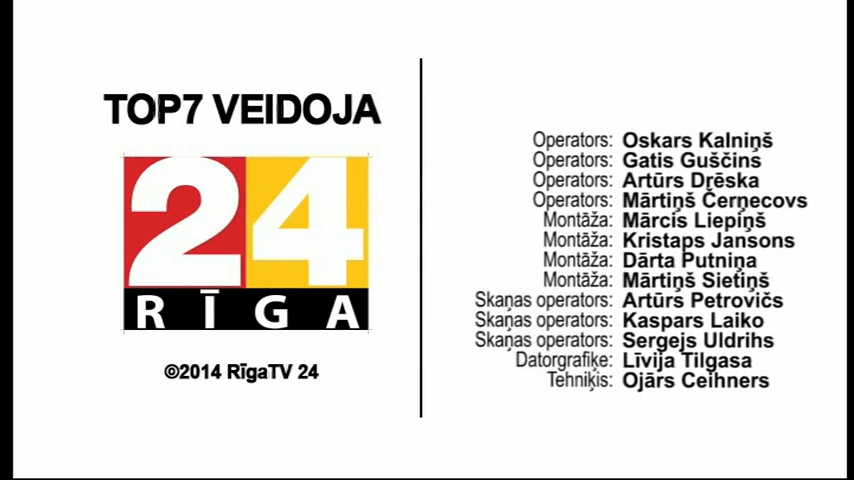 TOP7 VEIDOJA
24
RĪGA
©2014 RīgaTV 24
Operators: Oskars Kalniņš
Operators: Gatis Guščins
Operators: Artūrs Drēska
Operators: Mārtiņš Čerņecovs
Montāža: Mārcis Liepiņš
Montāža: Kristaps Jansons
Montāža: Dārta Putniņa
Montāža: Mārtiņš Sietiņš
Skaņas operators: Artūrs Petrovičs
Skaņas operators: Kaspars Laiko
Skaņas operators: Sergejs Uldrihs
Datorgrafiķe: Līvija Tilgasa
Tehniķis: Ojārs Ceihners